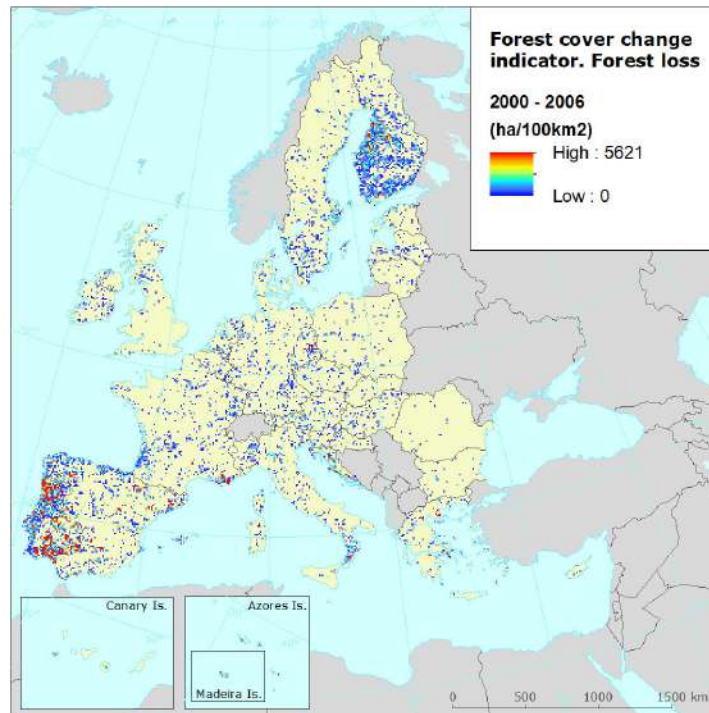 Forest cover change
indicator. Forest loss
2000 - 2006
(ha/100km2)
High : 5621
Low : 0
Canary Is.
Azores Is.
Madeira Is.
0 500 1000 1500 km